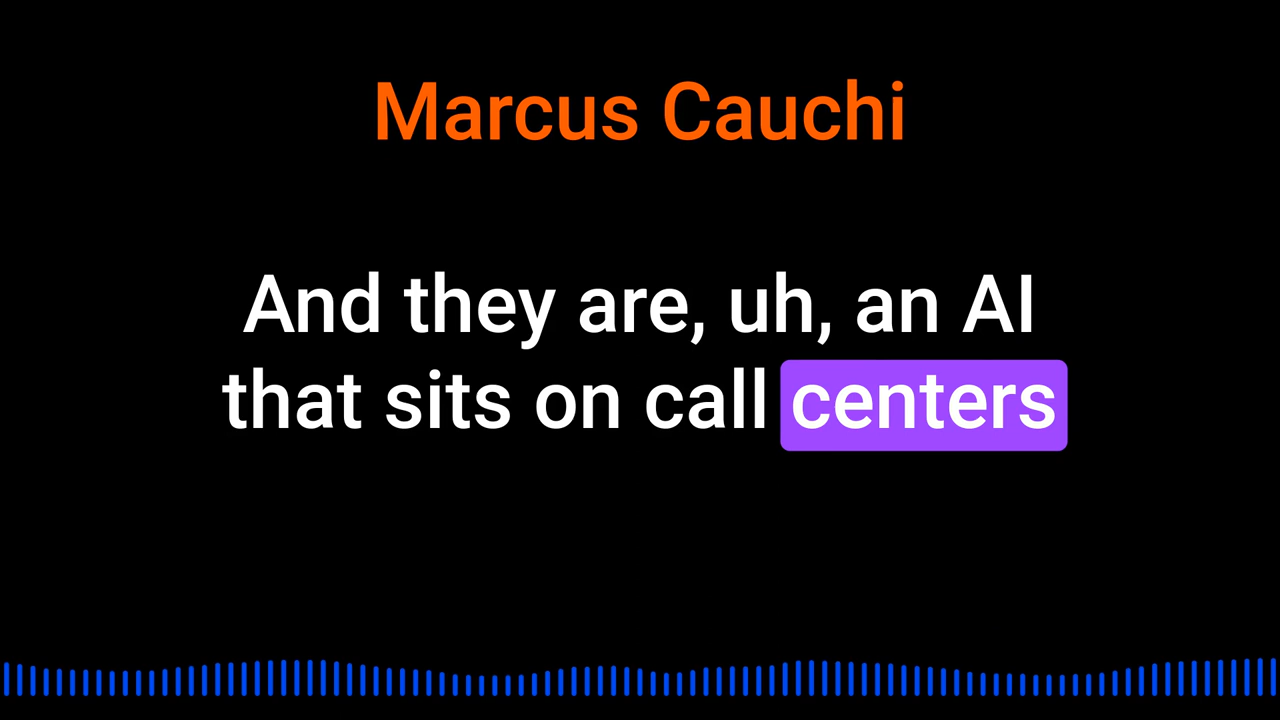 Marcus Cauchi
And they are, uh, an AI
that sits on call centers